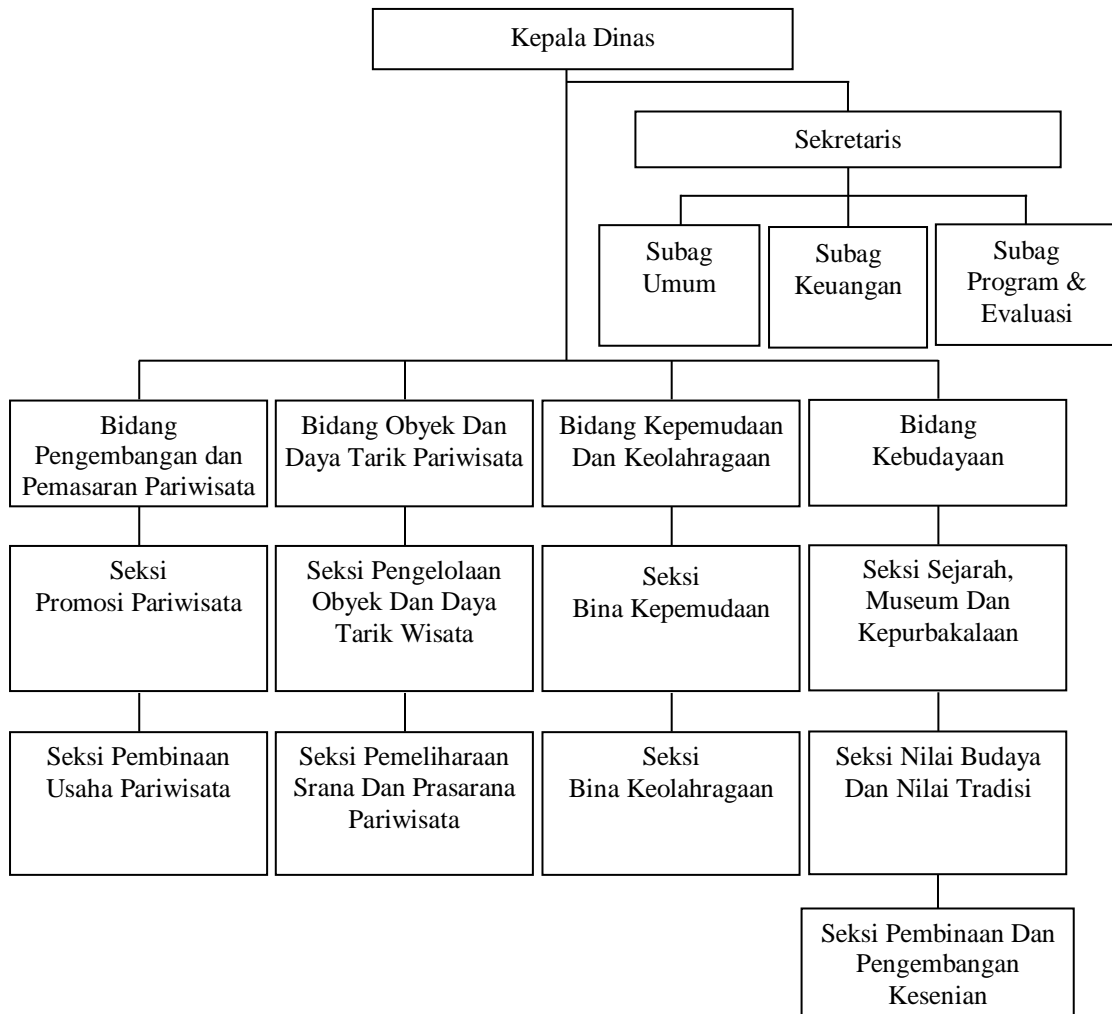 Kepala Dinas
Sekretaris
Subag
Umum
Subag
Keuangan
Subag
Program &
Evaluasi
Bidang
Pengembangan dan
Pemasaran Pariwisata
Bidang Obyek Dan
Daya Tarik Pariwisata
Bidang Kepemudaan
Dan Keolahragaan
Bidang
Kebudayaan
Seksi
Promosi Pariwisata
Seksi Pengelolaan
Obyek Dan Daya
Tarik Wisata
Seksi
Bina Kepemudaan
Seksi Sejarah,
Museum Dan
Kepurbakalaan
Seksi Pembinaan
Usaha Pariwisata
Seksi Pemeliharaan
Srana Dan Prasarana
Pariwisata
Seksi
Bina Keolahragaan
Seksi Nilai Budaya
Dan Nilai Tradisi
Seksi Pembinaan Dan
Pengembangan
Kesenian